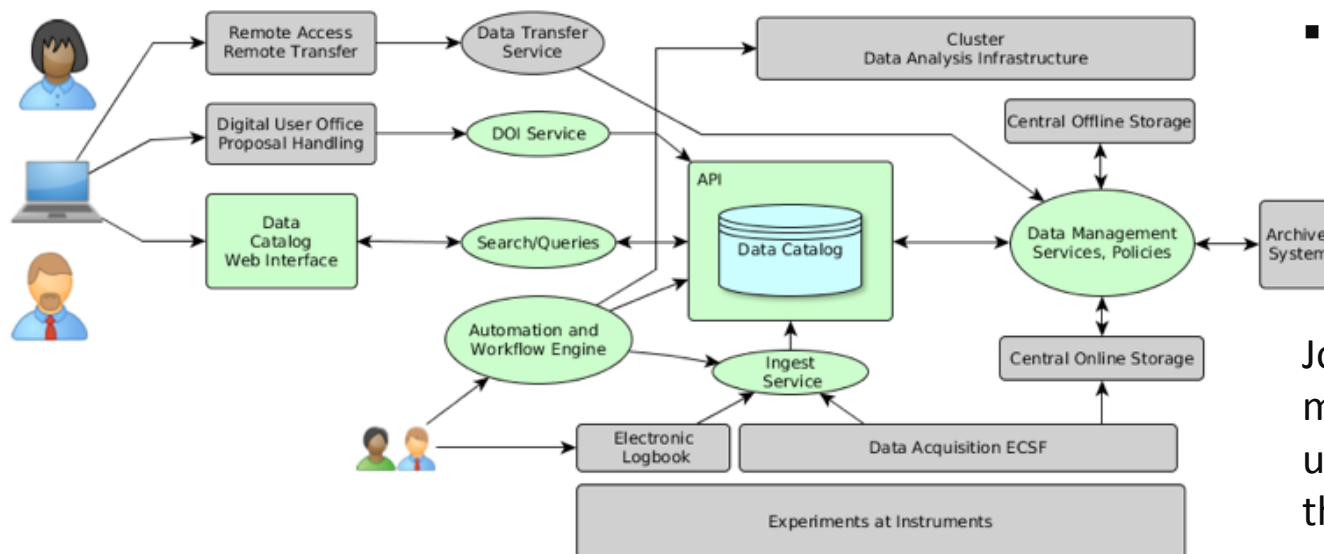 Remote Access
Remote Transfer
Data Transfer
Service
Cluster
Data Analysis Infrastructure
Digital User Office
Proposal Handling
DOI Service
Central Offline Storage
API
Data Catalog
Data
Catalog
Web Interface
Search/Queries
Data Management
Services, Policies
Archive
System
Automation and
Workflow Engine
Ingest
Service
Central Online Storage
Electronic
Logbook
Data Acquisition ECSF
Experiments at Instruments